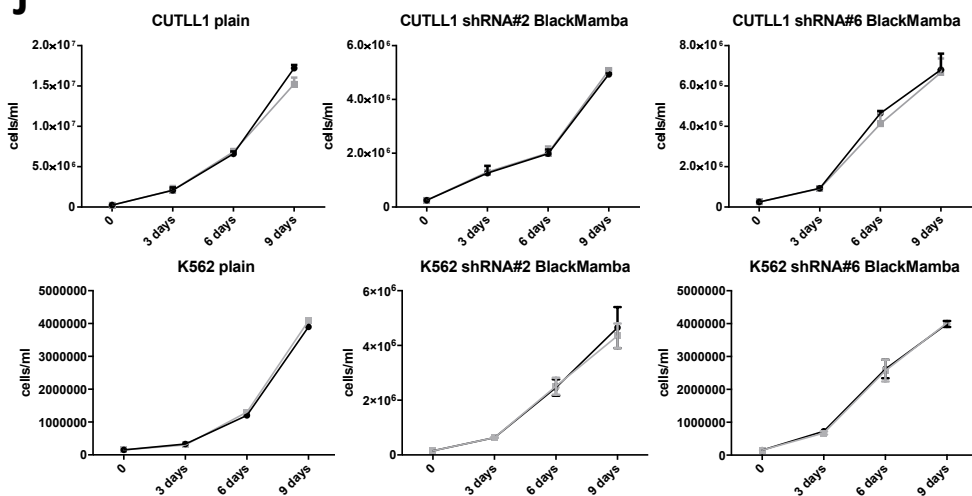 J
CUTLL1 plain
cells/ml
2.0×10⁷
1.5×10⁷
1.0×10⁷
5.0×10⁶
0
0
3 days
6 days
9 days
CUTLL1 shRNA#2 BlackMamba
cells/ml
6.0×10⁶
4.0×10⁶
2.0×10⁶
0
0
3 days
6 days
9 days
CUTLL1 shRNA#6 BlackMamba
cells/ml
8.0×10⁶
6.0×10⁶
4.0×10⁶
2.0×10⁶
0
0
3 days
6 days
9 days
K562 plain
cells/ml
5000000
4000000
3000000
2000000
1000000
0
0
3 days
6 days
9 days
K562 shRNA#2 BlackMamba
cells/ml
6×10⁶
4×10⁶
2×10⁶
0
0
3 days
6 days
9 days
K562 shRNA#6 BlackMamba
cells/ml
5000000
4000000
3000000
2000000
1000000
0
0
3 days
6 days
9 days